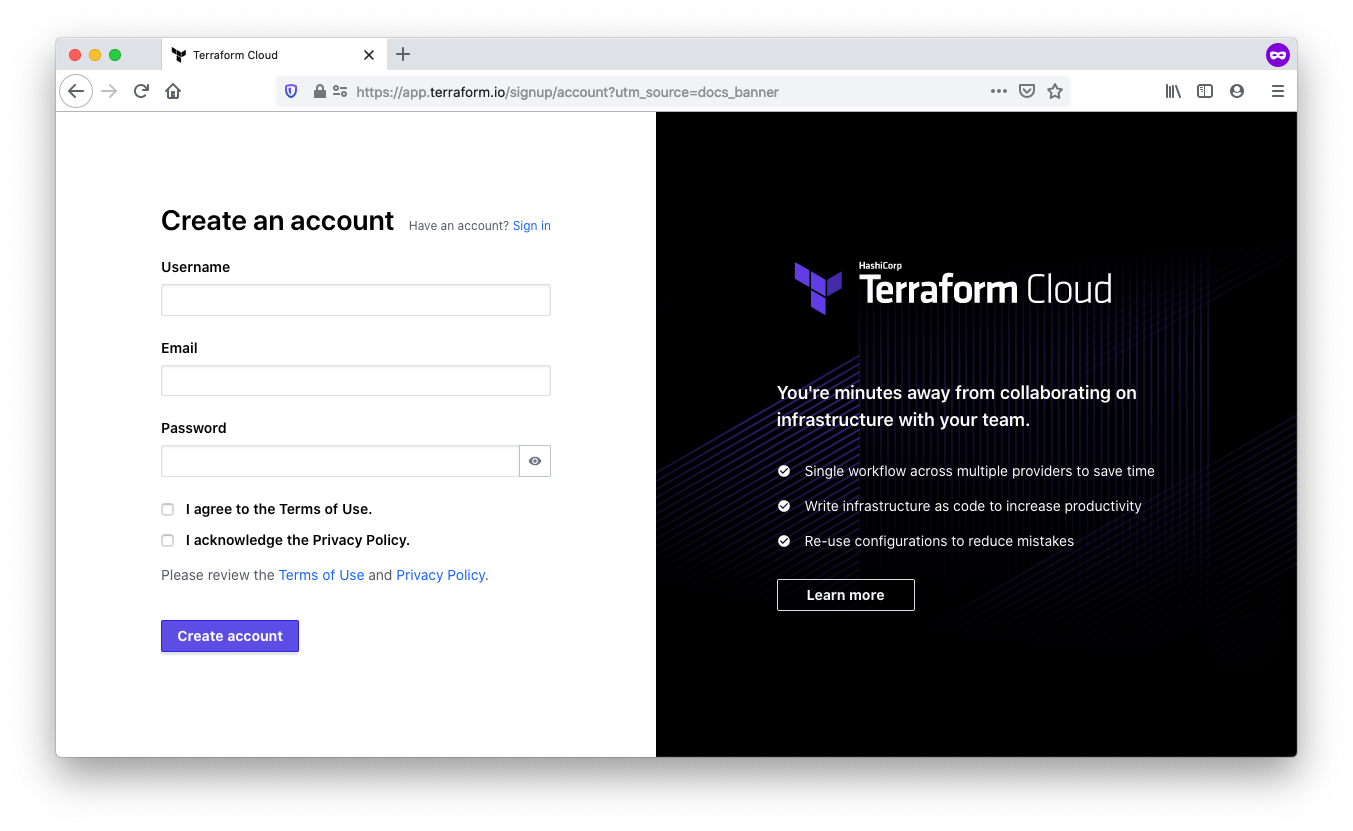 Terraform Cloud
https://app.terraform.io/signup/account?utm_source=docs_banner
Create an account Have an account? Sign in
Username
Email
Password
I agree to the Terms of Use.
I acknowledge the Privacy Policy.
Please review the Terms of Use and Privacy Policy.
Create account
HashiCorp
Terraform Cloud
You're minutes away from collaborating on
infrastructure with your team.
Single workflow across multiple providers to save time
Write infrastructure as code to increase productivity
Re-use configurations to reduce mistakes
Learn more